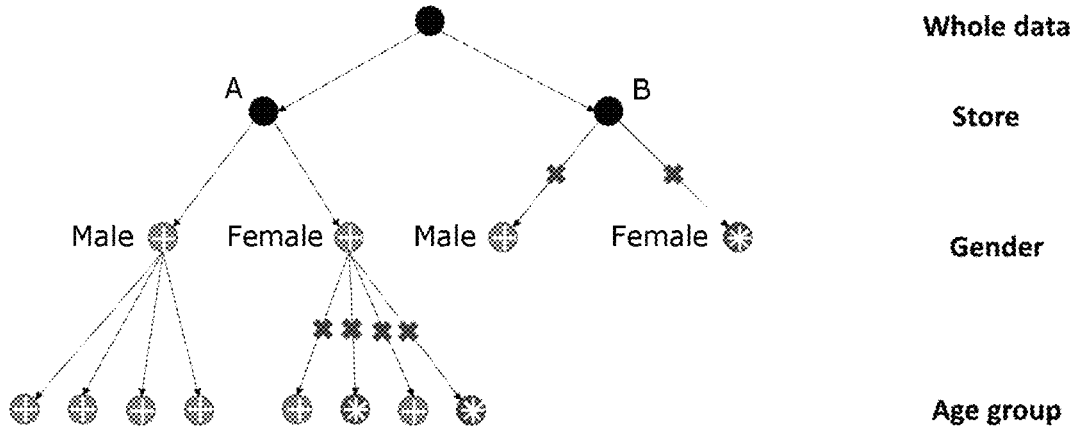 Whole data
A
B
Store
Male
Female
Male
Female
Gender
Age group